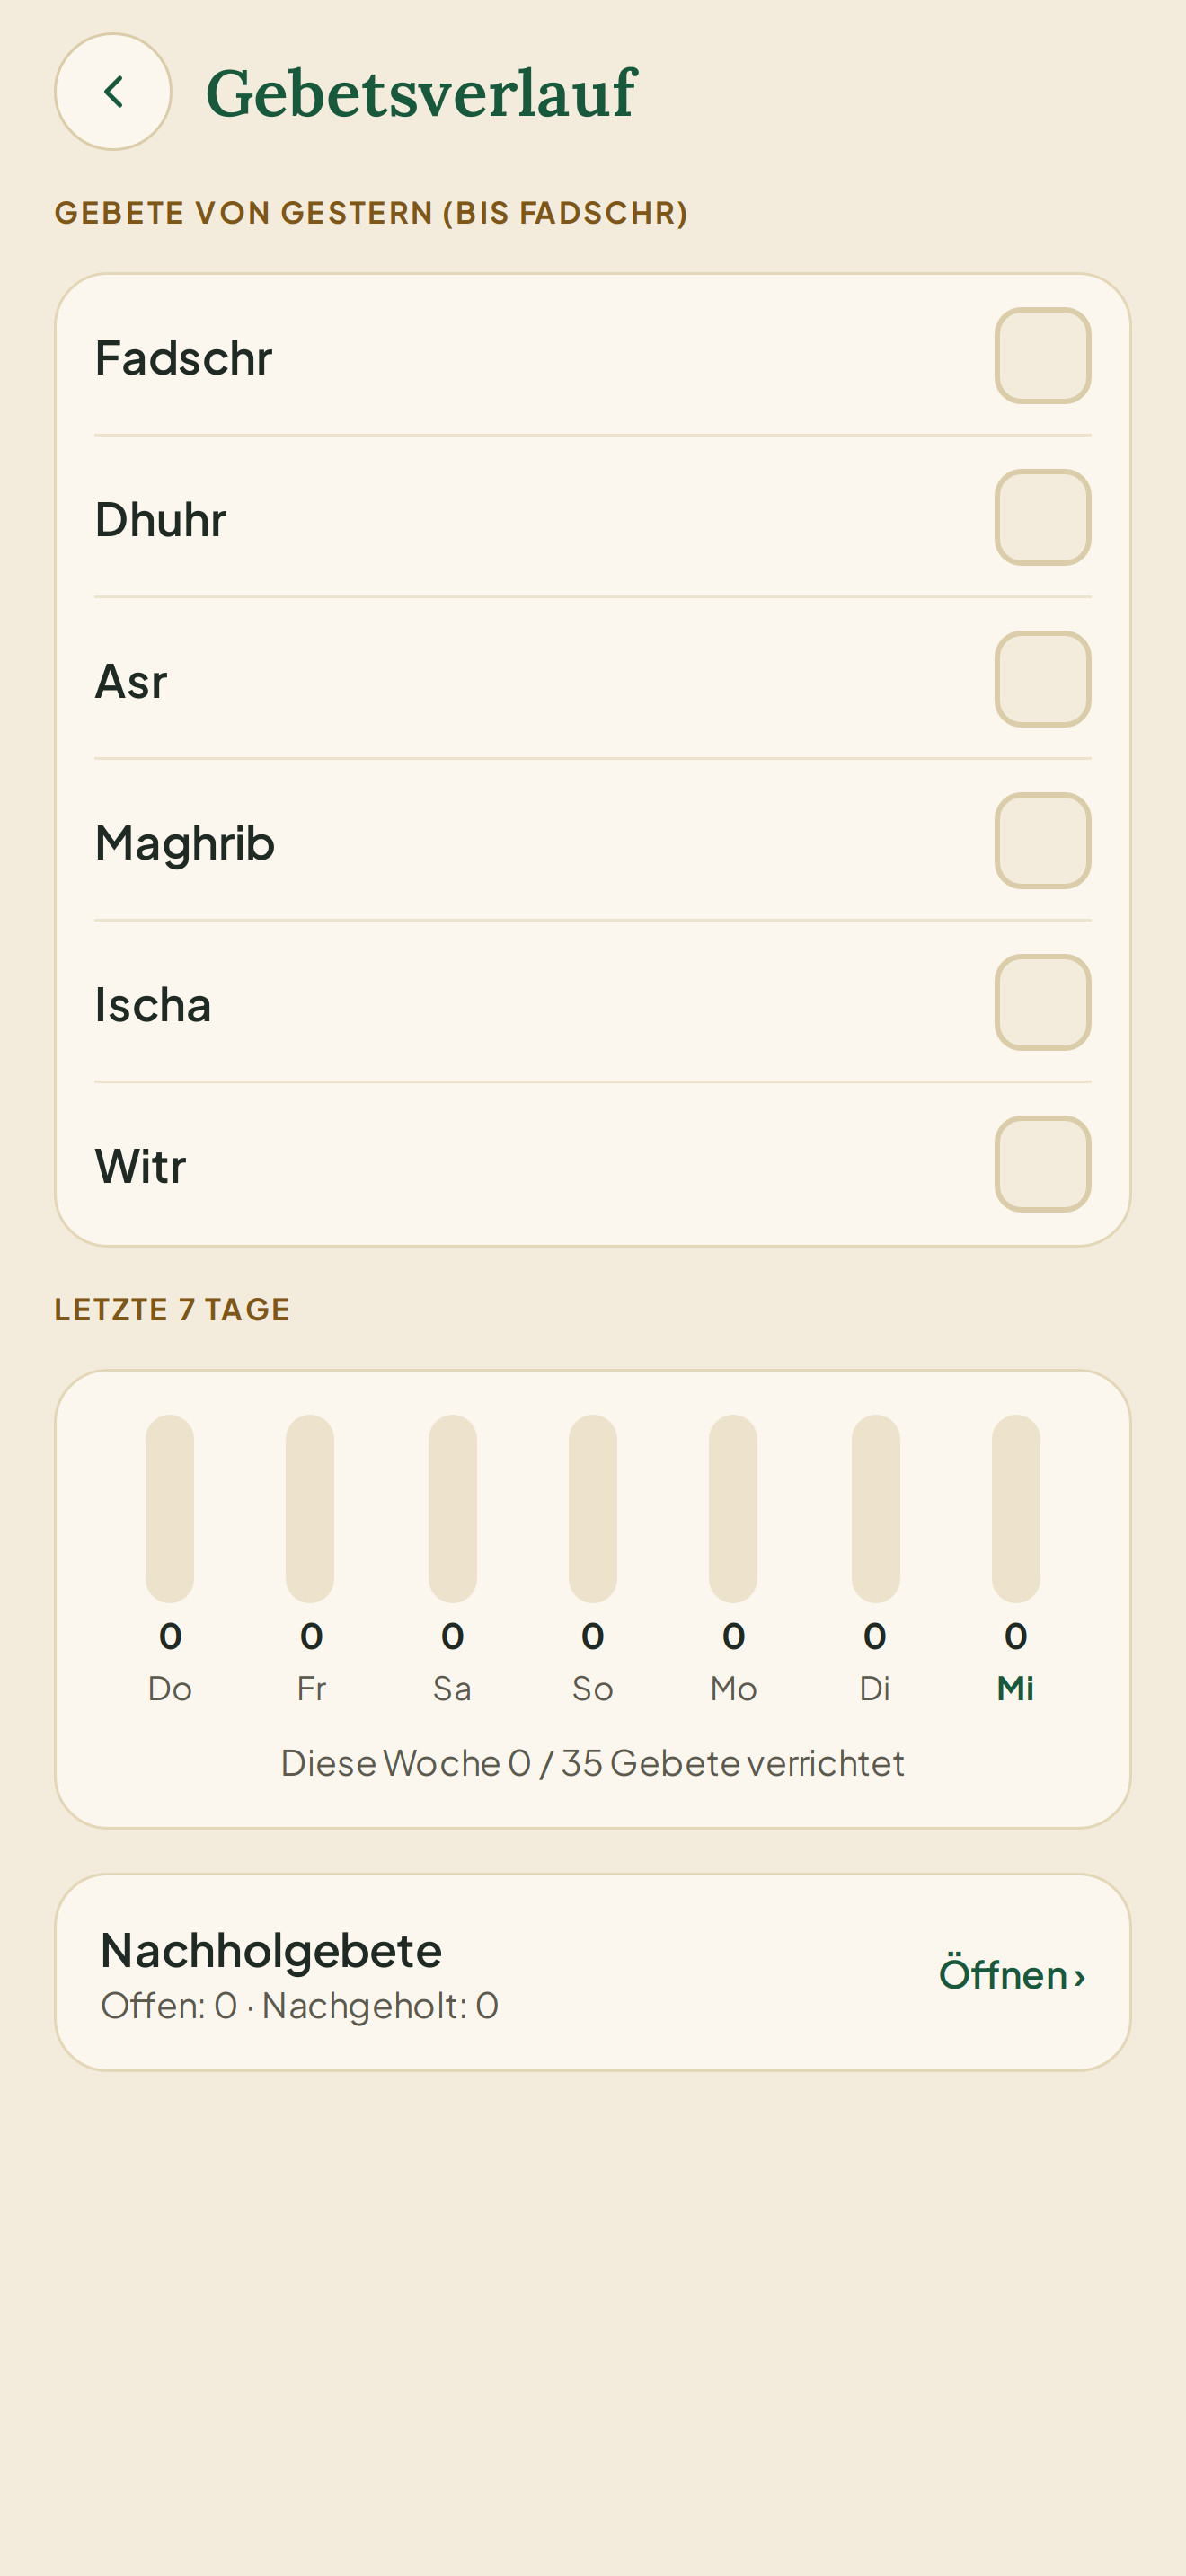 Gebetsverlauf
GEBETE VON GESTERN (BIS FADSCHR)
Fadschr
Dhuhr
Asr
Maghrib
Ischa
Witr
LETZTE 7 TAGE
0 0 0 0 0 0 0
Do Fr Sa So Mo Di Mi
Diese Woche 0 / 35 Gebete verrichtet
Nachholgebete
Offen: 0 · Nachgeholt: 0
Öffnen ›